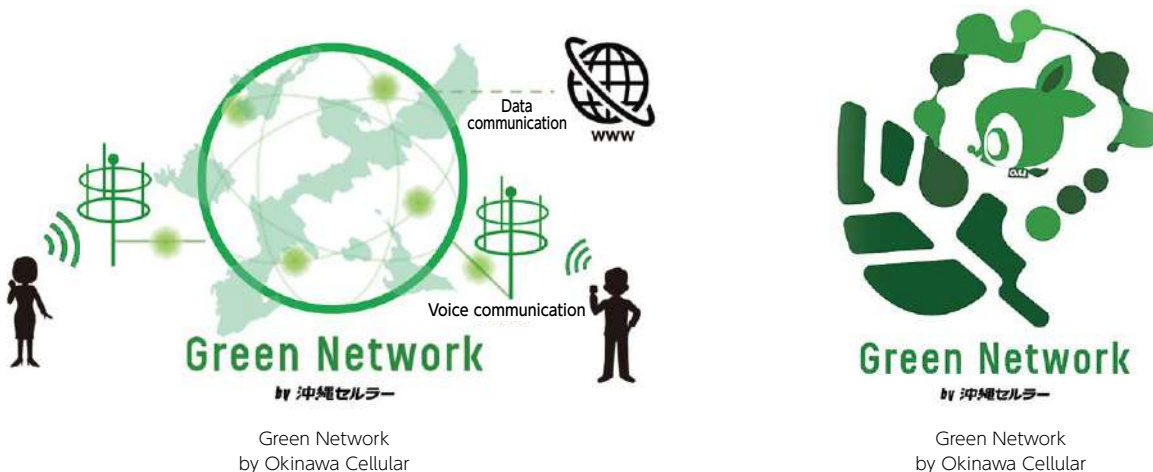 Data
communication
www
au
Voice communication
Green Network
by 沖縄セルラー
Green Network
by Okinawa Cellular
Green Network
by 沖縄セルラー
Green Network
by Okinawa Cellular